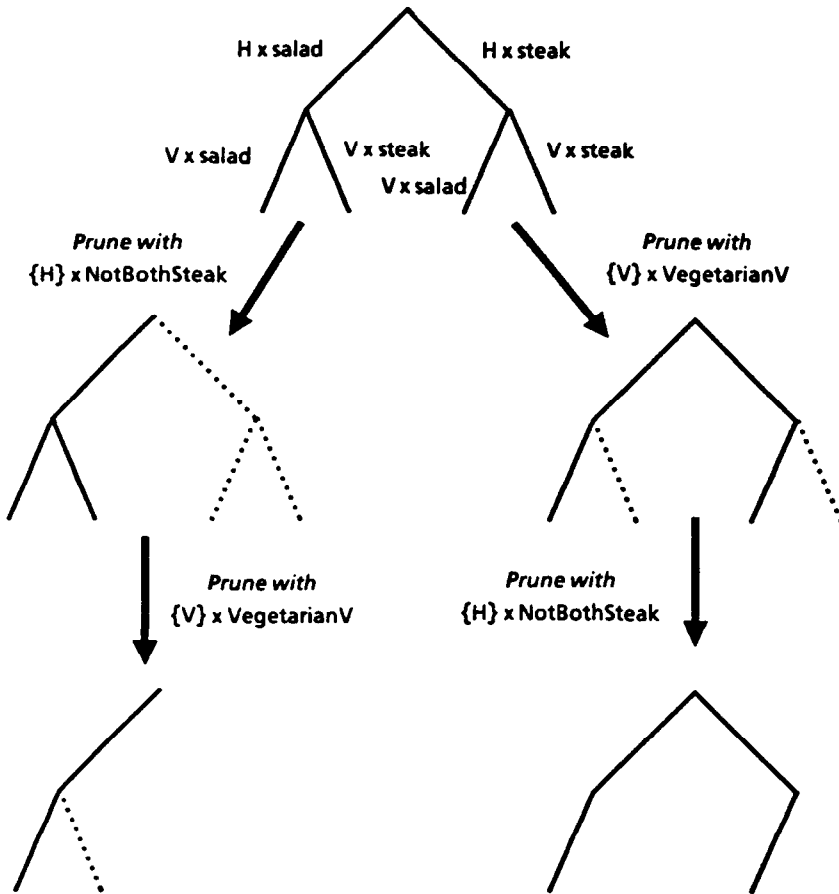 H x salad
H x steak
V x salad
V x steak
V x salad
V x steak
Prune with
{H} x NotBothSteak
Prune with
{V} x VegetarianV
Prune with
{V} x VegetarianV
Prune with
{H} x NotBothSteak